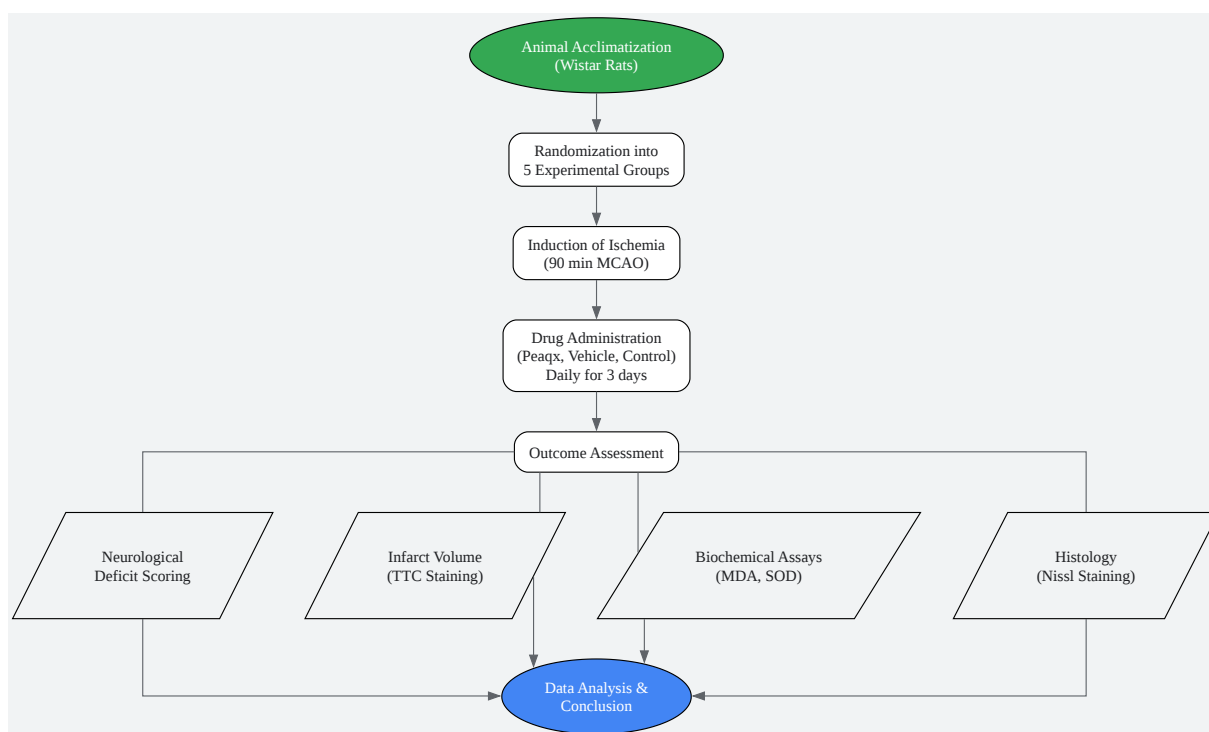 Animal Acclimatization
(Wistar Rats)
Randomization into
5 Experimental Groups
Induction of Ischemia
(90 min MCAO)
Drug Administration
(Peaqx, Vehicle, Control)
Daily for 3 days
Outcome Assessment
Neurological
Deficit Scoring
Infarct Volume
(TTC Staining)
Biochemical Assays
(MDA, SOD)
Histology
(Nissl Staining)
Data Analysis &
Conclusion